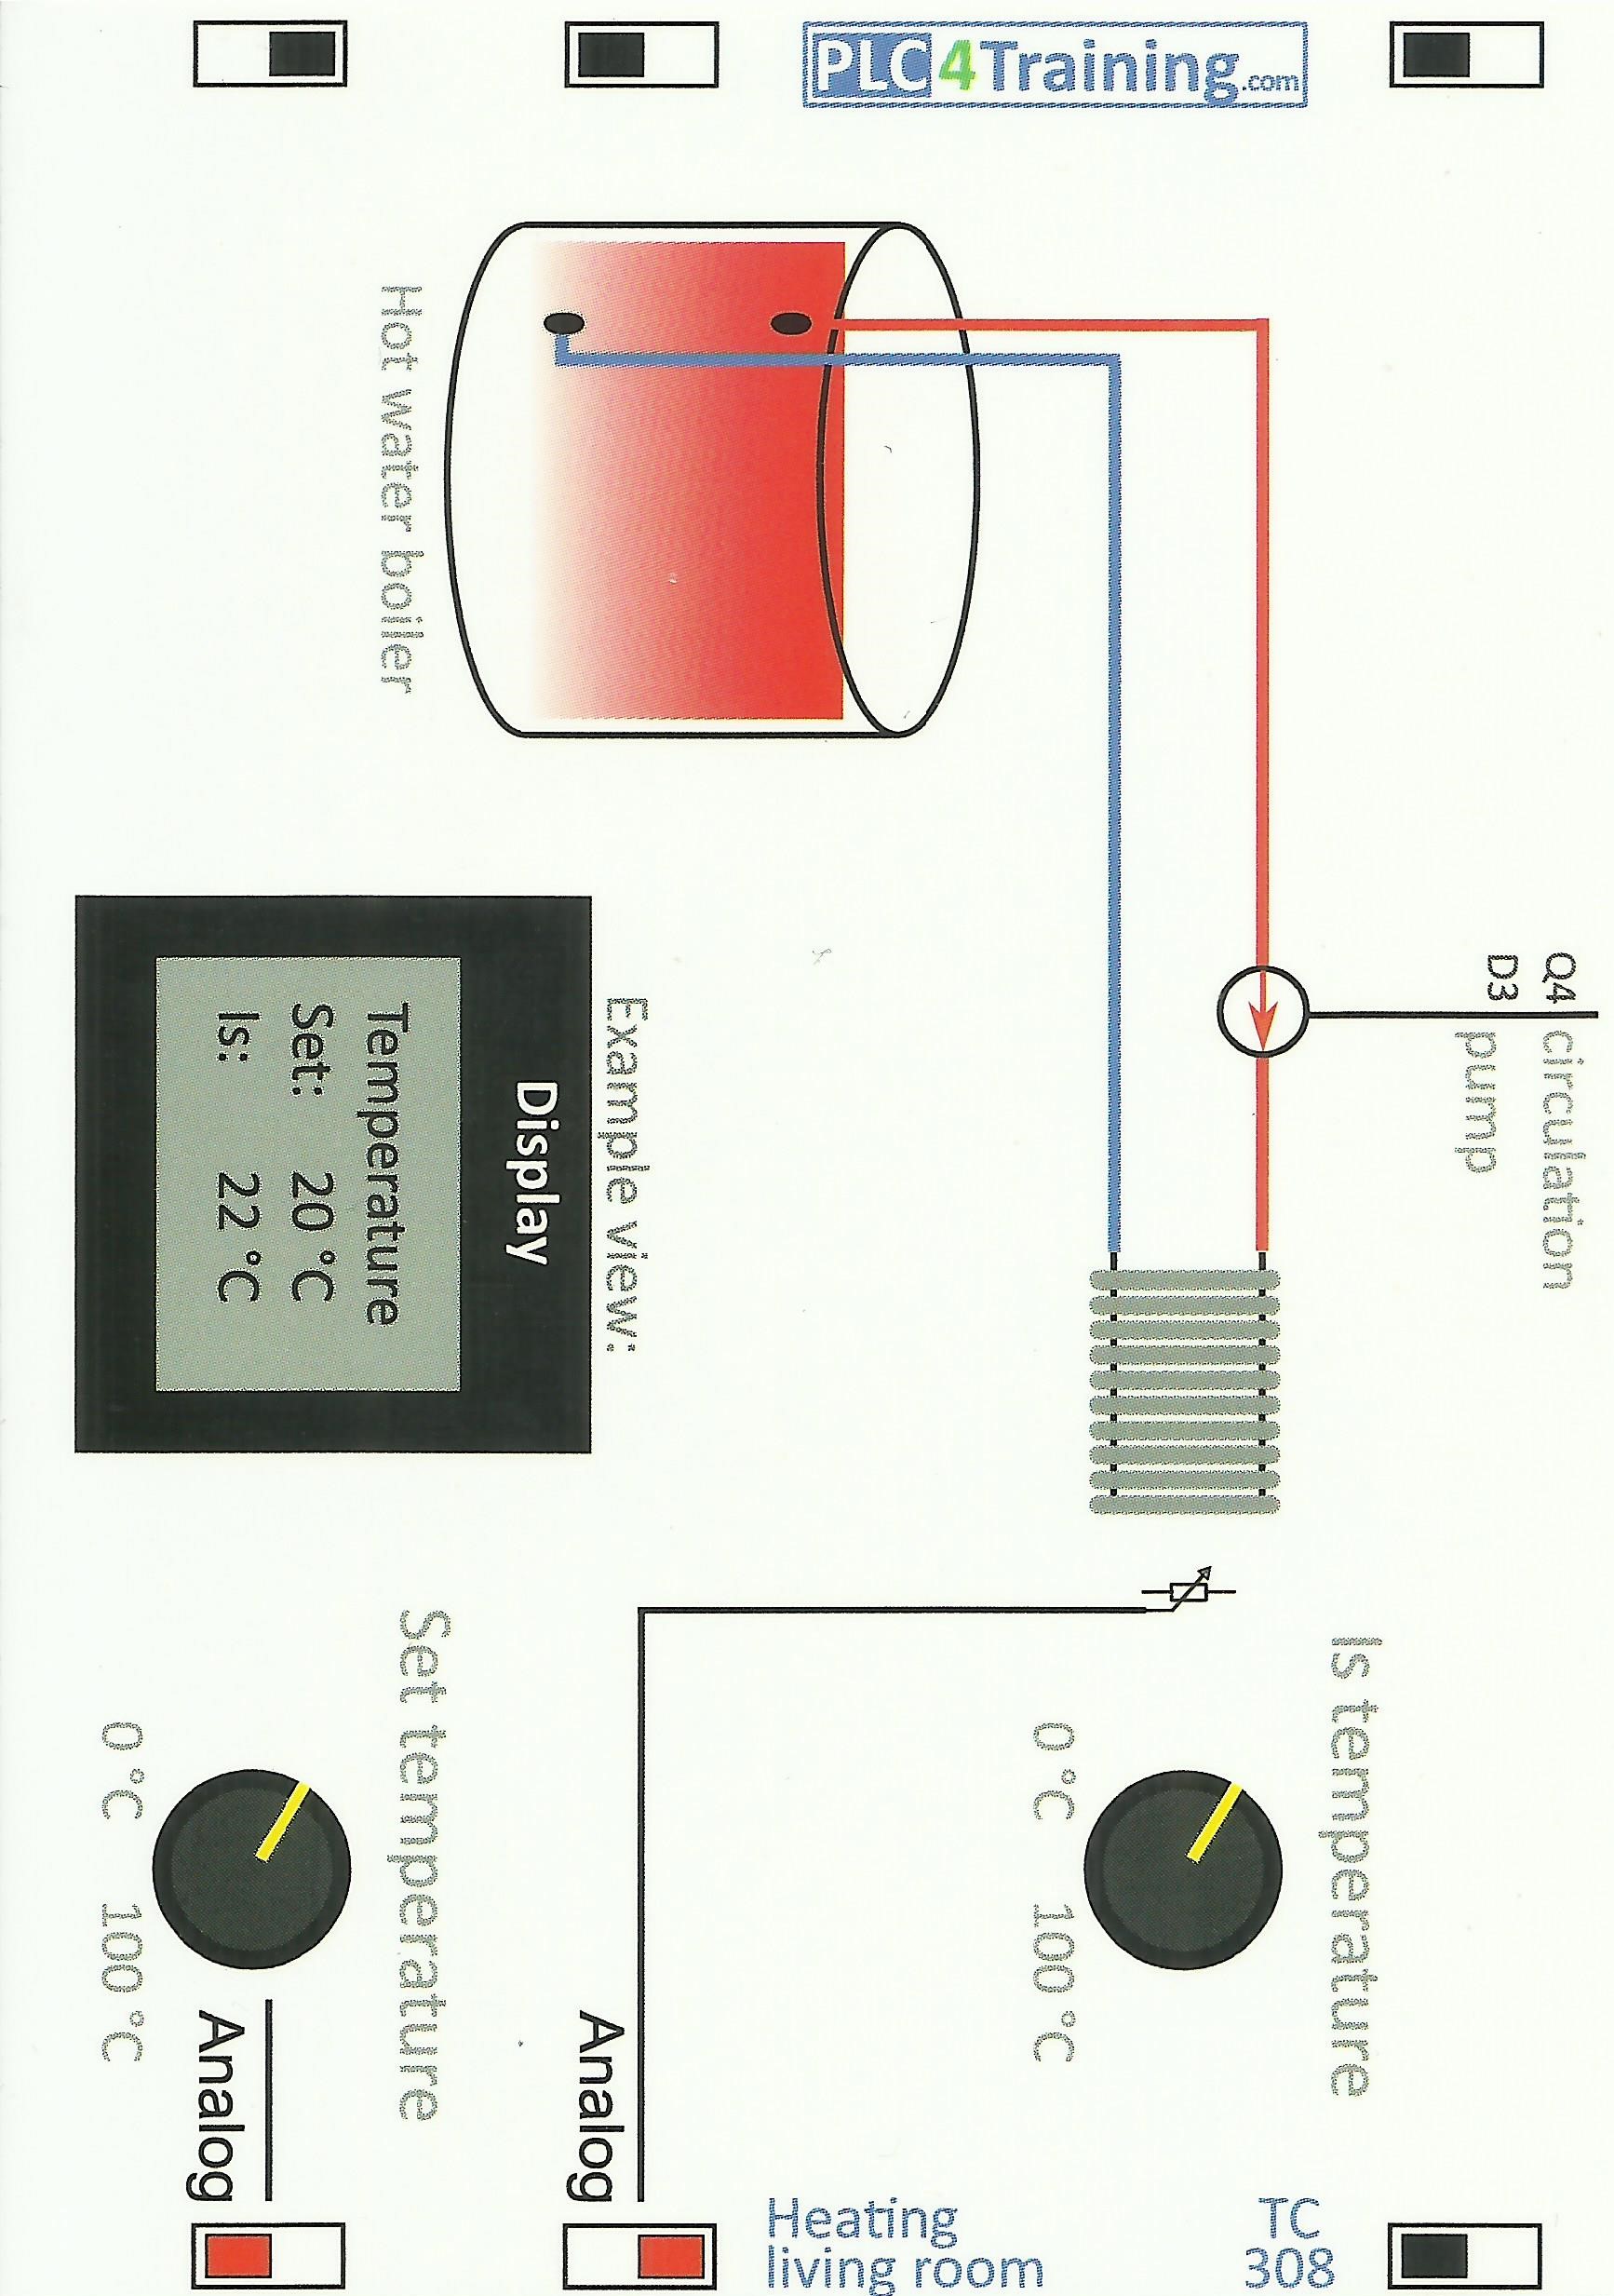 Q4 circulation
D3 pump
Is temperature
0 °C 100 °C
TC
308
PLC4Training.com
Heating
living room
Analog
Hot water boiler
Example view:
Display
Temperature
Set: 20 °C
Is: 22 °C
Set temperature
Analog
0 °C 100 °C